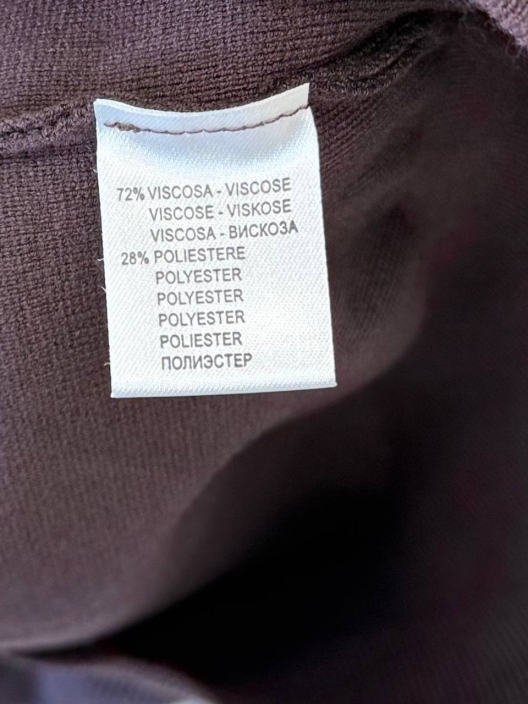 72% VISCOSA - VISCOSE
VISCOSE - VISKOSE
VISCOSA - ВИСКОЗА
28% POLIESTERE
POLYESTER
POLYESTER
POLYESTER
POLIESTER
ПОЛИЭСТЕР